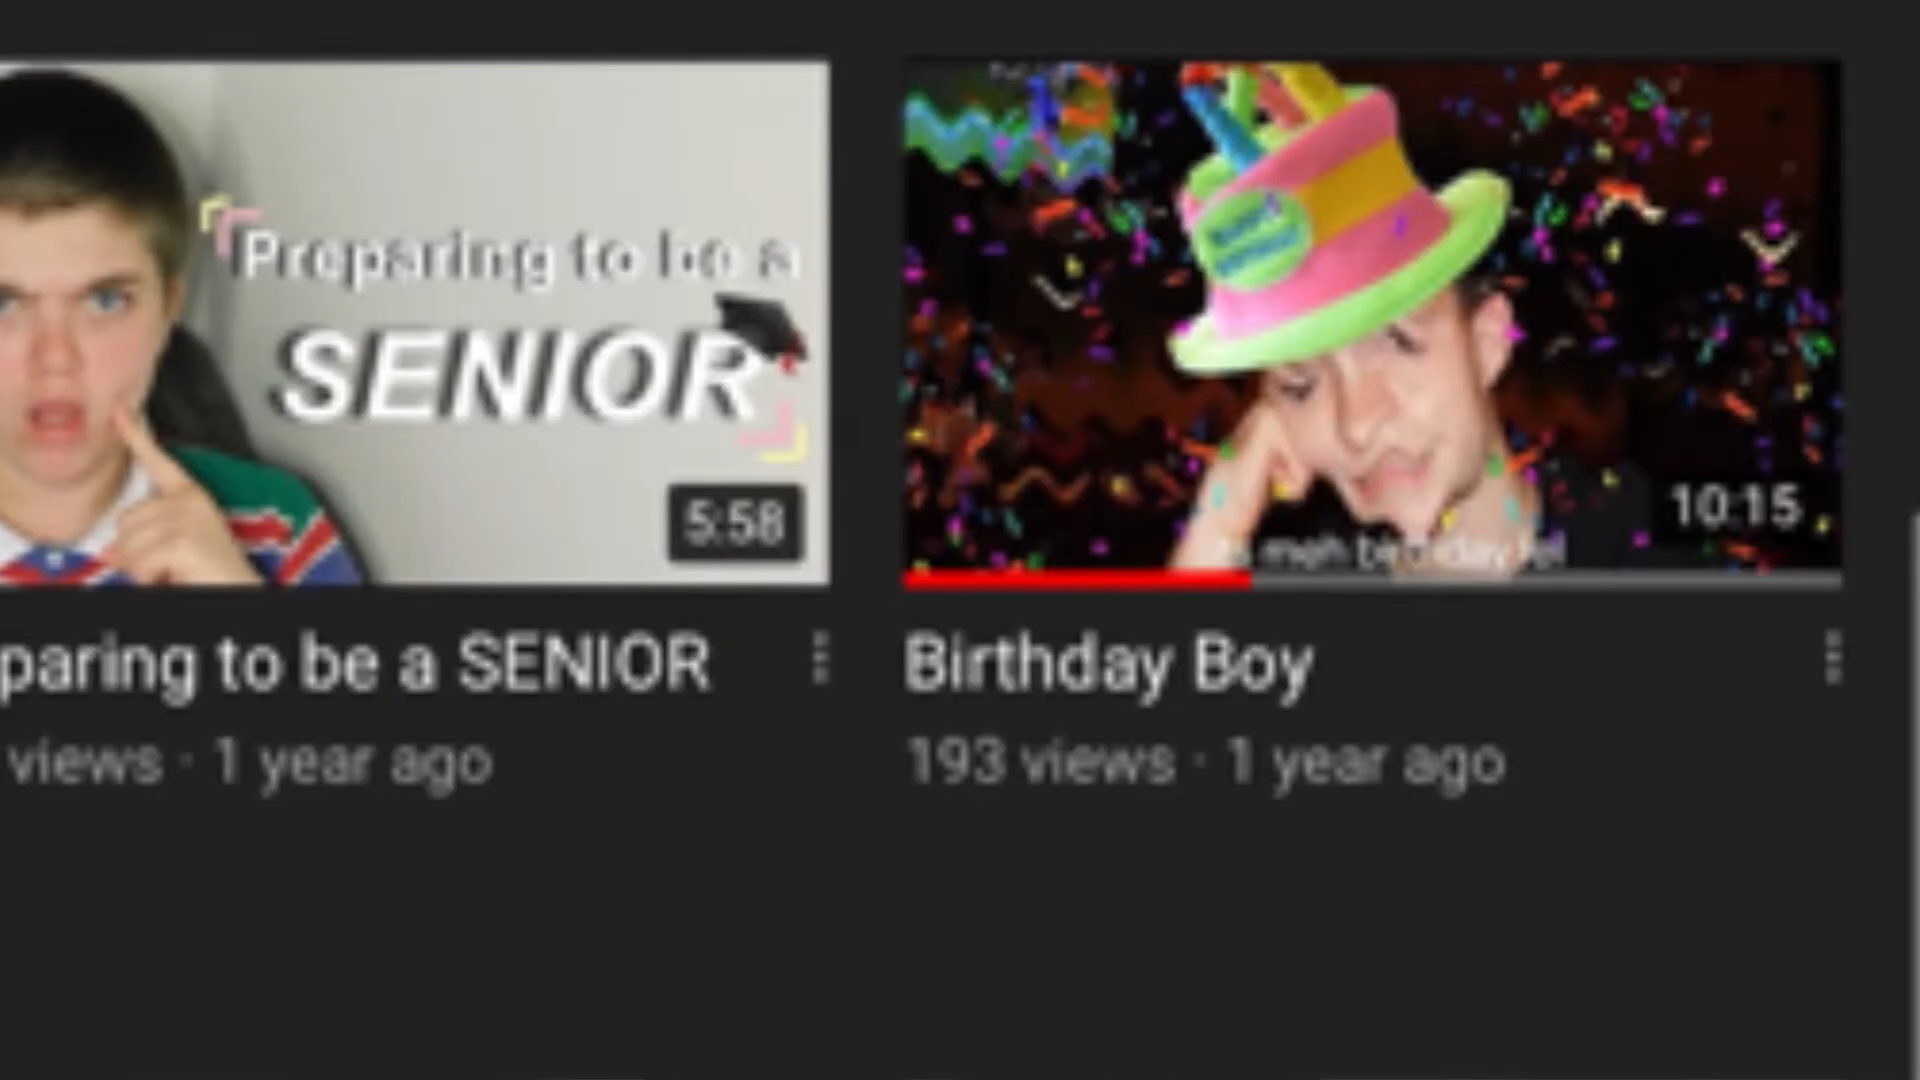 Preparing to be a
SENIOR
5:58
10:15
paring to be a SENIOR
views · 1 year ago
Birthday Boy
193 views · 1 year ago